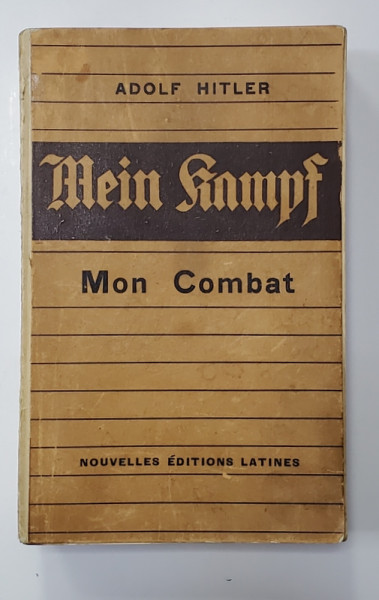 ADOLF HITLER
Mein Kampf
Mon Combat
NOUVELLES ÉDITIONS LATINES